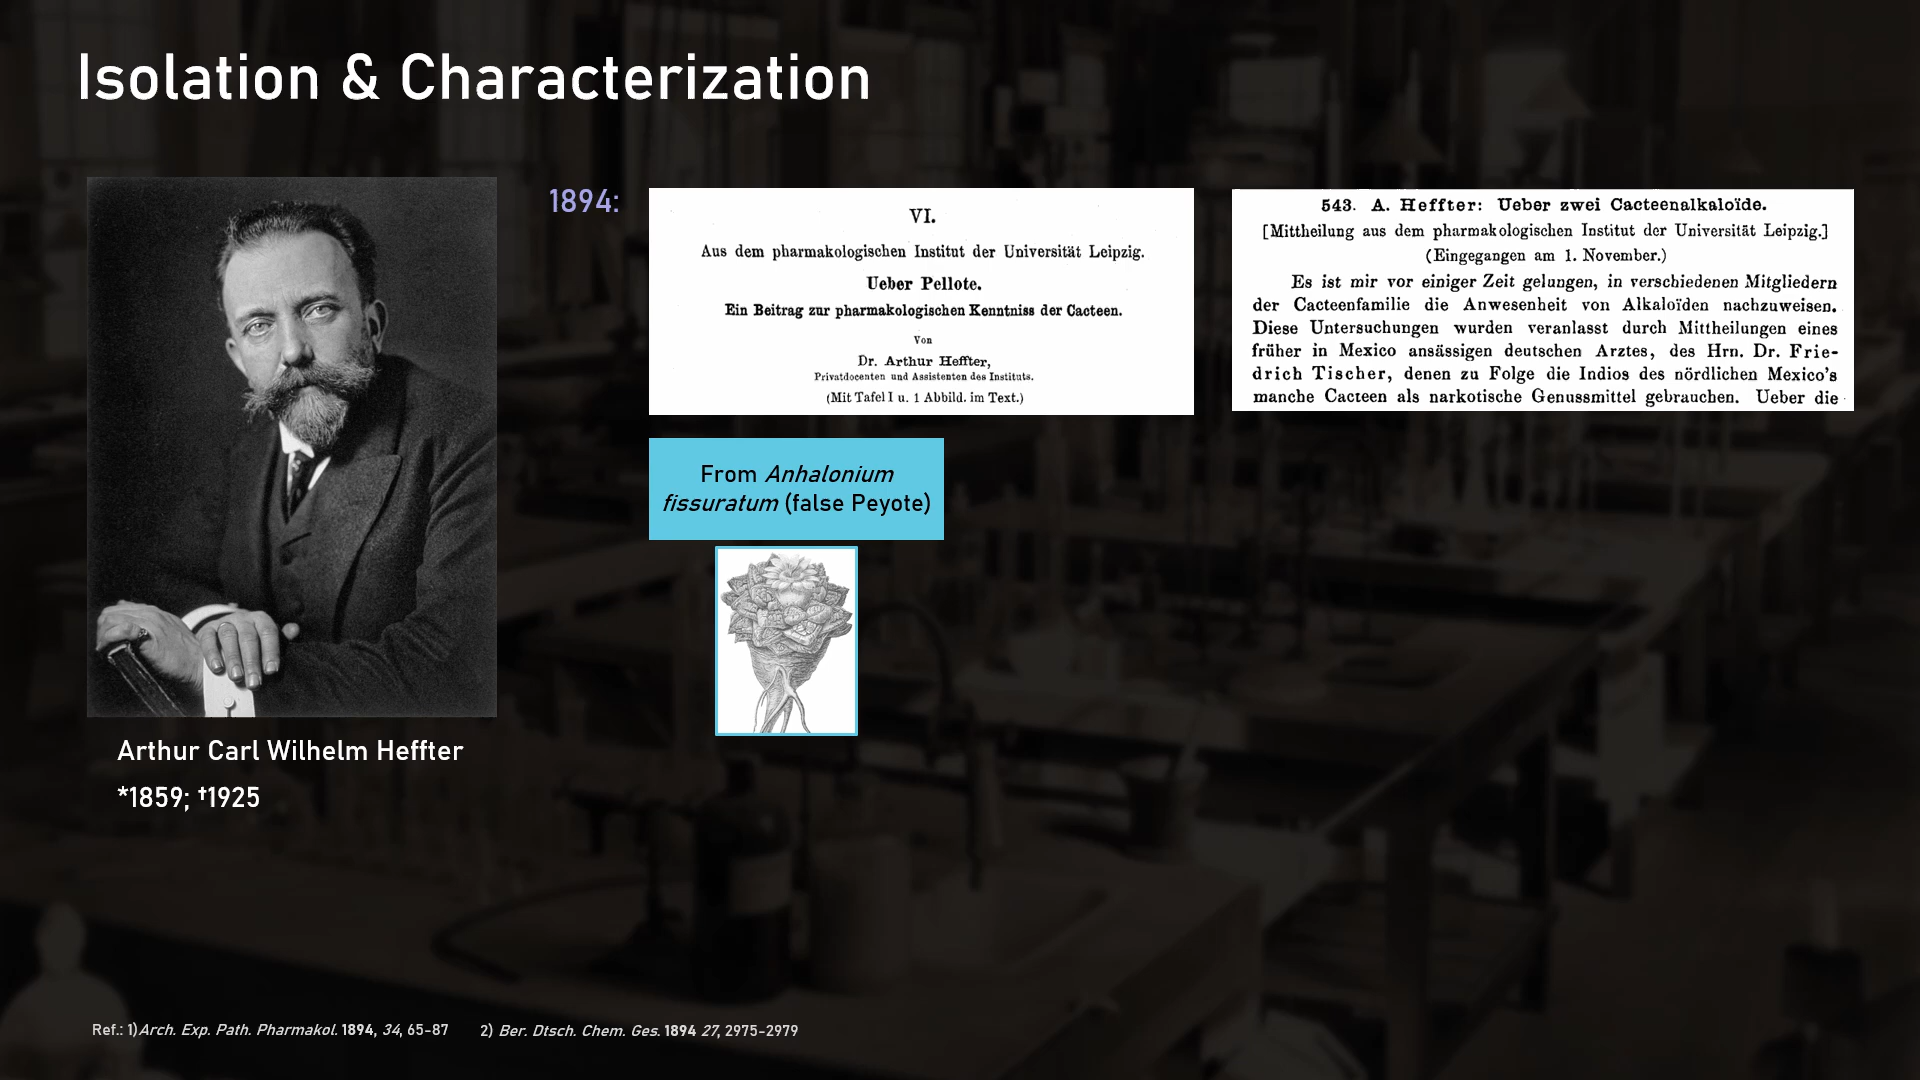 Isolation & Characterization
1894:
VI.
Aus dem pharmakologischen Institut der Universität Leipzig.
Ueber Pellote.
Ein Beitrag zur pharmakologischen Kenntniss der Cacteen.
Von
Dr. Arthur Heffter,
Privatdocenten und Assistenten des Instituts.
(Mit Tafel I u. 1 Abbild. im Text.)
543. A. Heffter: Ueber zwei Cacteenalkaloïde.
[Mittheilung aus dem pharmakologischen Institut der Universität Leipzig.]
(Eingegangen am 1. November.)
Es ist mir vor einiger Zeit gelungen, in verschiedenen Mitgliedern
der Cacteenfamilie die Anwesenheit von Alkaloïden nachzuweisen.
Diese Untersuchungen wurden veranlasst durch Mittheilungen eines
früher in Mexico ansässigen deutschen Arztes, des Hrn. Dr. Frie-
drich Tischer, denen zu Folge die Indios des nördlichen Mexico's
manche Cacteen als narkotische Genussmittel gebrauchen. Ueber die
From Anhalonium
fissuratum (false Peyote)
Arthur Carl Wilhelm Heffter
*1859; †1925
Ref.: 1)Arch. Exp. Path. Pharmakol. 1894, 34, 65-87 2) Ber. Dtsch. Chem. Ges. 1894 27, 2975-2979